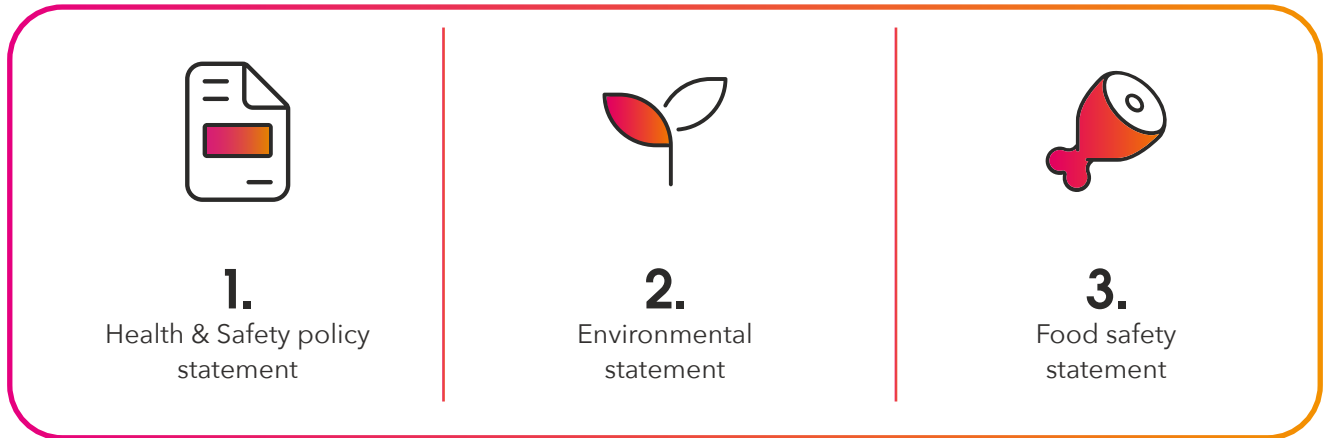 1.
Health & Safety policy
statement
2.
Environmental
statement
3.
Food safety
statement